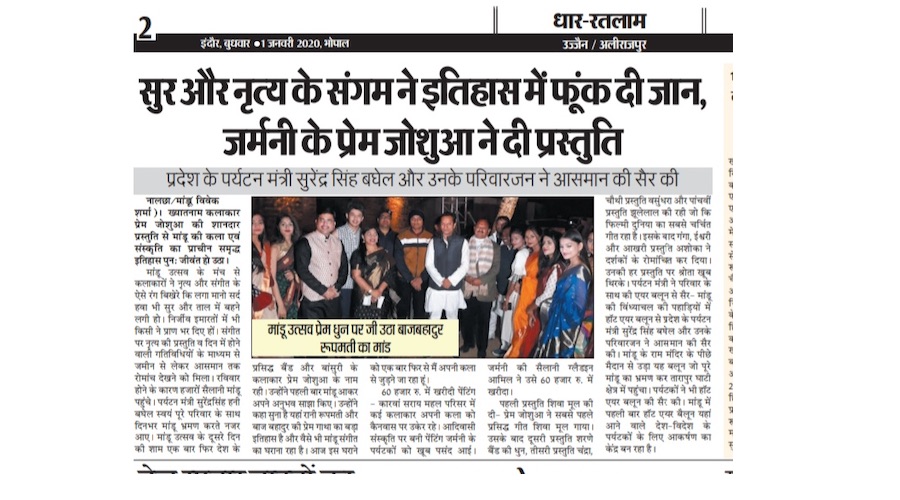 2
धार-रतलाम
इंदौर, बुधवार ●1 जनवरी 2020, भोपाल
उज्जैन / अलीराजपुर
सुर और नृत्य के संगम ने इतिहास में फूंक दी जान,
जर्मनी के प्रेम जोशुआ ने दी प्रस्तुति
प्रदेश के पर्यटन मंत्री सुरेंद्र सिंह बघेल और उनके परिवारजन ने आसमान की सैर की
नालछा/मांडू विवेक
शर्मा)। ख्यातनाम कलाकार
प्रेम जोशुआ की शानदार
प्रस्तुति से मांडू की कला एवं
संस्कृति का प्राचीन समृद्ध
इतिहास पुन: जीवंत हो उठा।
मांडू उत्सव के मंच से
कलाकारों ने नृत्य और संगीत के
ऐसे रंग बिखेरे कि लगा मानो सर्द
हवा भी सुर और ताल में बहने
लगी हो। निर्जीव इमारतों में भी
किसी ने प्राण भर दिए हों। संगीत
पर नृत्य की प्रस्तुति व दिन में होने
वाली गतिविधियों के माध्यम से
जमीन से लेकर आसमान तक
रोमांच देखने को मिला। रविवार
होने के कारण हजारों सैलानी मांडू
पहुंचे। पर्यटन मंत्री सुरेंद्रसिंह हनी
बघेल स्वयं पूरे परिवार के साथ
दिनभर मांडू भ्रमण करते नजर
आए। मांडू उत्सव के दूसरे दिन
की शाम एक बार फिर देश के
मांडू उत्सव प्रेम धुन पर जी उठा बाजबहादुर
रूपमती का मांड
प्रसिद्ध बैंड और बांसुरी के
कलाकार प्रेम जोशुआ के नाम
रही। उन्होंने पहली बार मांडू आकर
अपने अनुभव साझा किए। उन्होंने
कहा सुना है यहां रानी रूपमती और
बाज बहादुर की प्रेम गाथा का बड़ा
इतिहास है और वैसे भी मांडू संगीत
का घराना रहा है। आज इस घराने
को एक बार फिर से मैं अपनी कला
से जुड़ने जा रहा हूं।
60 हजार रु. में खरीदी पेंटिंग
- कारवां सराय महल परिसर में
कई कलाकार अपनी कला को
कैनवास पर उकेर रहे। आदिवासी
संस्कृति पर बनी पेंटिंग जर्मनी के
पर्यटकों को खूब पसंद आई।
जर्मनी की सैलानी ग्लैडइन
आमिल ने उसे 60 हजार रु. में
खरीदा।
पहली प्रस्तुति शिवा मूल की
दी- प्रेम जोशुआ ने सबसे पहले
प्रसिद्ध गीत शिवा मूल गाया।
उसके बाद दूसरी प्रस्तुति शरणे
बैंड की धुन, तीसरी प्रस्तुति चंद्रा,
चौथी प्रस्तुति वसुंधरा और पांचवीं
प्रस्तुति झुलेलाल की रही जो कि
फिल्मी दुनिया का सबसे चर्चित
गीत रहा है। इसके बाद गंगा, ईश्वरी
और आखरी प्रस्तुति अशोका ने
दर्शकों के रोमांचित कर दिया।
उनकी हर प्रस्तुति पर श्रोता खूब
थिरके। पर्यटन मंत्री ने परिवार के
साथ की एयर बलून से सैर- मांडू
की विंध्याचल की पहाड़ियों में
हॉट एयर बलून से प्रदेश के पर्यटन
मंत्री सुरेंद्र सिंह बघेल और उनके
परिवारजन ने आसमान की सैर
की। मांडू के राम मंदिर के पीछे
मैदान से उड़ा यह बलून जो पूरे
मांडू का भ्रमण कर तारापुर घाटी
क्षेत्र में पहुंचा। पर्यटकों ने भी हॉट
एयर बलून की सैर की। मांडू में
पहली बार हॉट एयर बैलून यहां
आने वाले देश-विदेश के
पर्यटकों के लिए आकर्षण का
केंद्र बन रहा है।